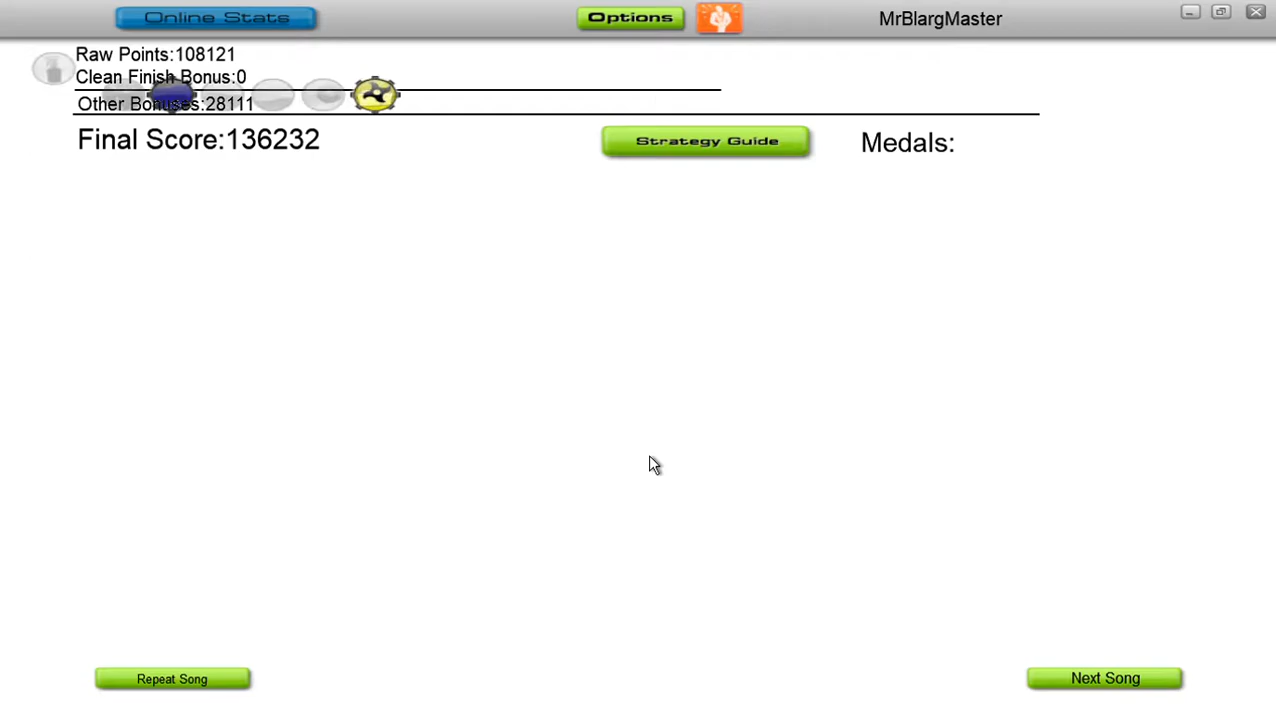 Online Stats
Options
MrBlargMaster
Raw Points:108121
Clean Finish Bonus:0
Other Bonuses:28111
Final Score:136232
Strategy Guide
Medals:
Repeat Song
Next Song